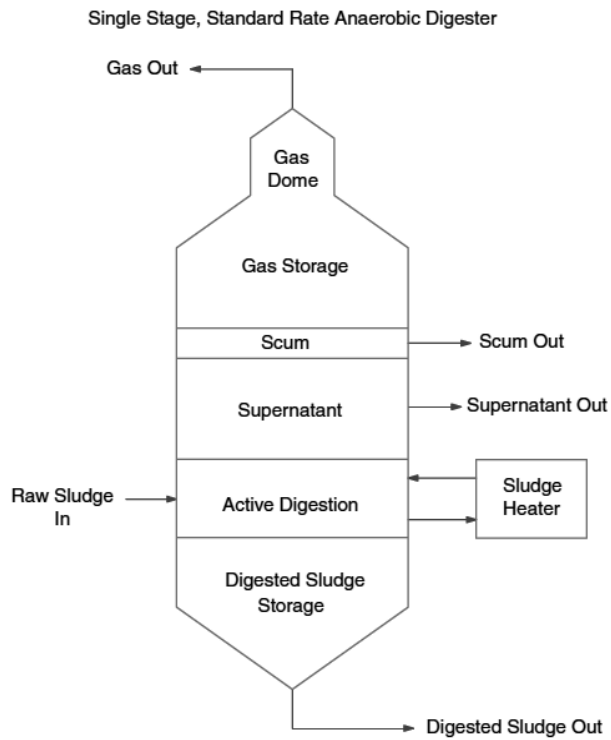 Single Stage, Standard Rate Anaerobic Digester
Gas Out
Gas
Dome
Gas Storage
Scum
Scum Out
Supernatant
Supernatant Out
Raw Sludge
In
Active Digestion
Sludge
Heater
Digested Sludge
Storage
Digested Sludge Out